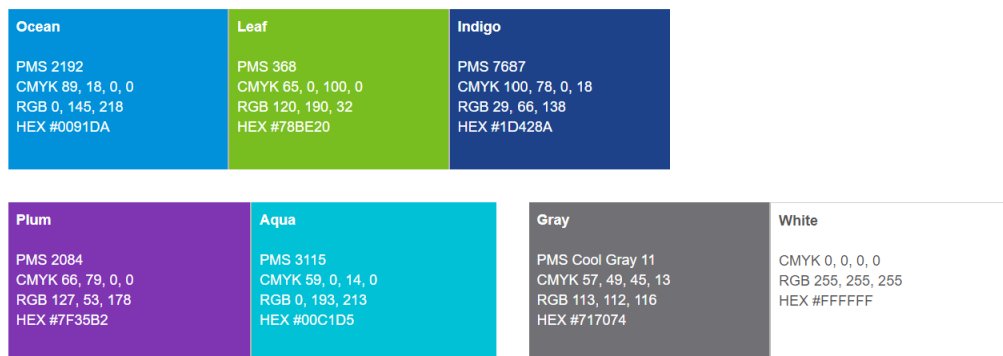 Ocean
PMS 2192
CMYK 89, 18, 0, 0
RGB 0, 145, 218
HEX #0091DA
Leaf
PMS 368
CMYK 65, 0, 100, 0
RGB 120, 190, 32
HEX #78BE20
Indigo
PMS 7687
CMYK 100, 78, 0, 18
RGB 29, 66, 138
HEX #1D428A
Plum
PMS 2084
CMYK 66, 79, 0, 0
RGB 127, 53, 178
HEX #7F35B2
Aqua
PMS 3115
CMYK 59, 0, 14, 0
RGB 0, 193, 213
HEX #00C1D5
Gray
PMS Cool Gray 11
CMYK 57, 49, 45, 13
RGB 113, 112, 116
HEX #717074
White
CMYK 0, 0, 0, 0
RGB 255, 255, 255
HEX #FFFFFF